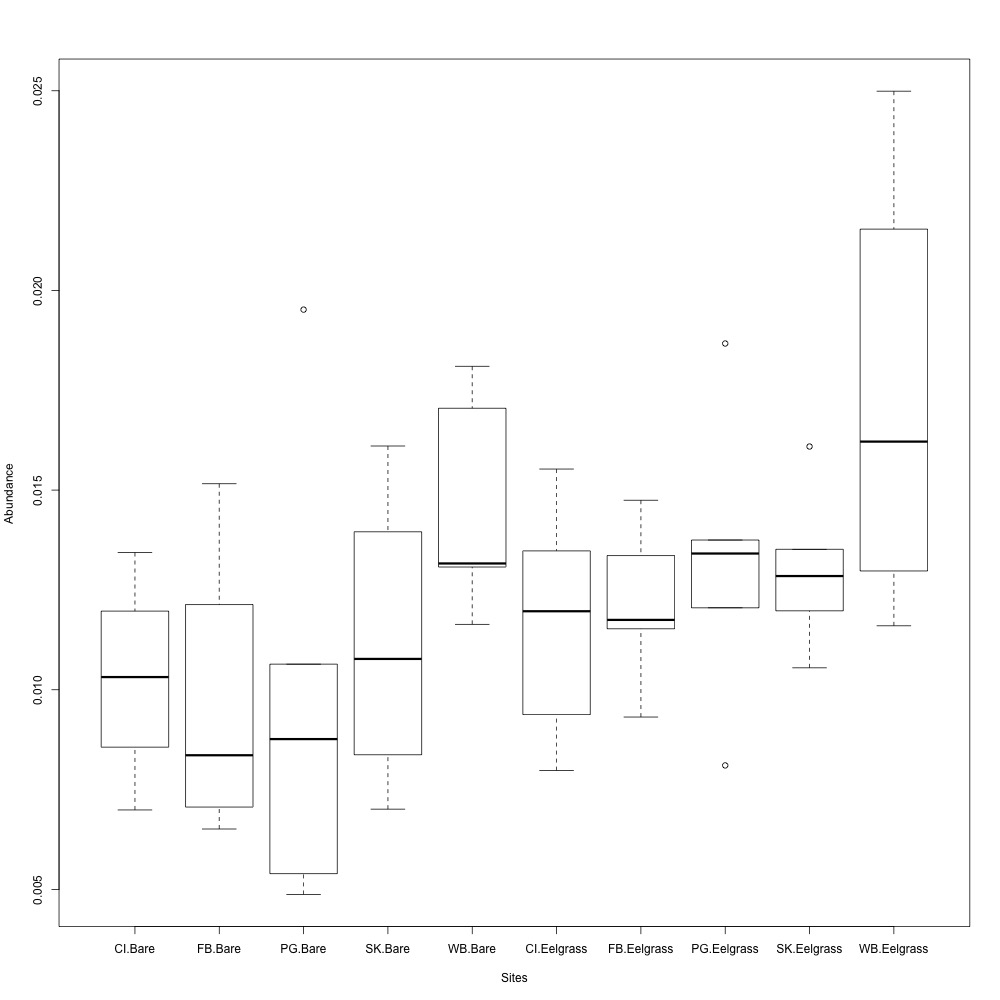 Abundance
0.025
0.020
0.015
0.010
0.005
CI.Bare FB.Bare PG.Bare SK.Bare WB.Bare CI.Eelgrass FB.Eelgrass PG.Eelgrass SK.Eelgrass WB.Eelgrass
Sites